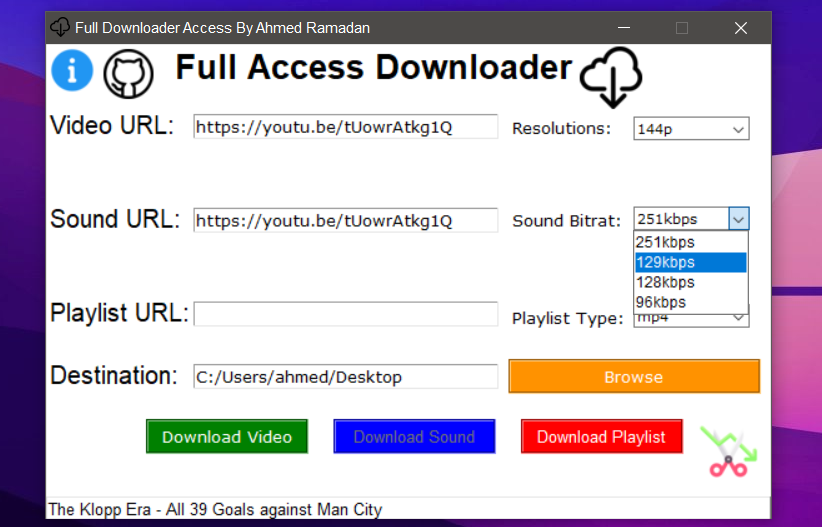 Full Downloader Access By Ahmed Ramadan
Full Access Downloader
Video URL: https://youtu.be/tUowrAtkg1Q Resolutions: 144p
Sound URL: https://youtu.be/tUowrAtkg1Q Sound Bitrat: 251kbps
251kbps
129kbps
128kbps
96kbps
Playlist URL: Playlist Type: mp4
Destination: C:/Users/ahmed/Desktop Browse
Download Video Download Sound Download Playlist
The Klopp Era - All 39 Goals against Man City